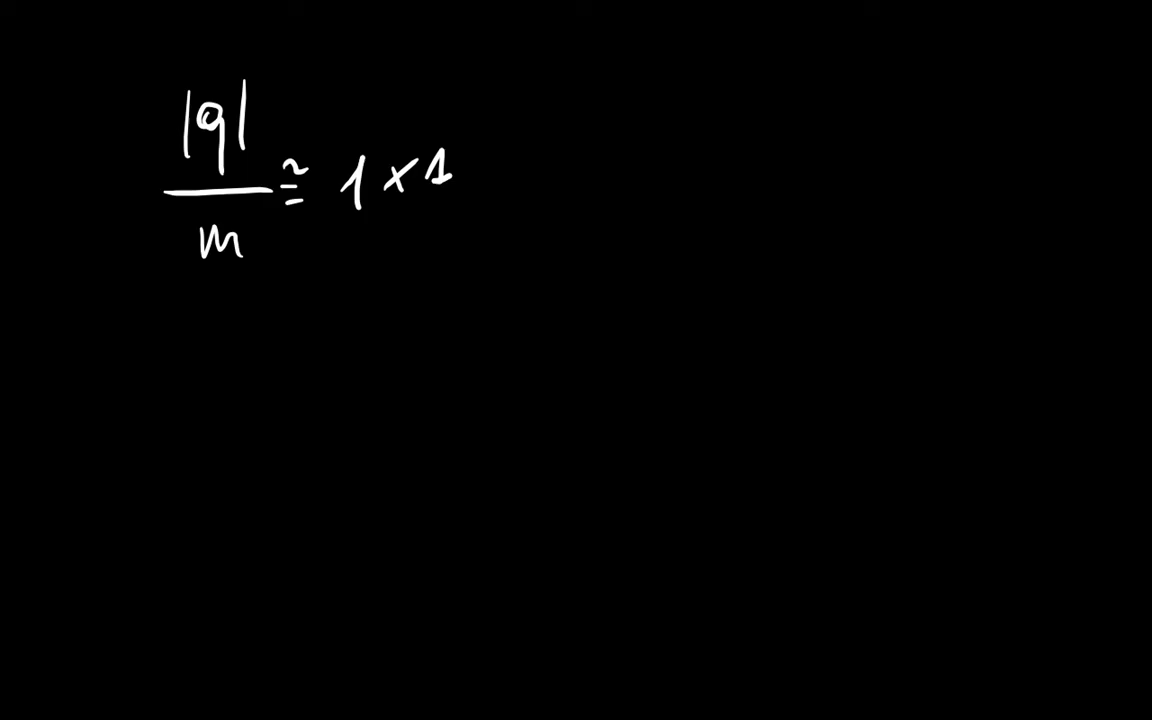 |q|/m ≅ 1 × 1